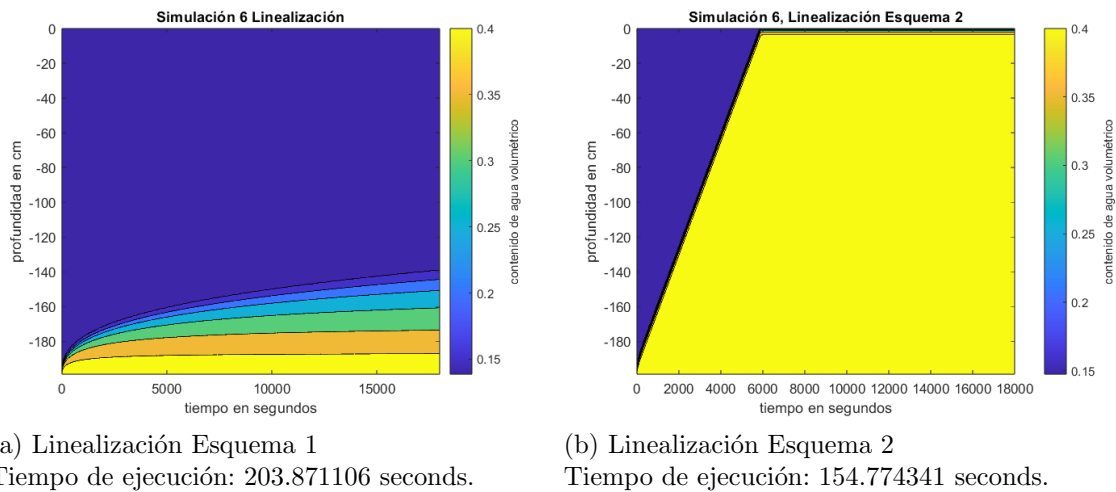 Simulación 6 Linealización
0
-20
-40
-60
-80
-100
-120
-140
-160
-180
profundidad en cm
0
5000
10000
15000
tiempo en segundos
0.4
0.35
0.3
0.25
0.2
0.15
contenido de agua volumétrico
Simulación 6, Linealización Esquema 2
0
-20
-40
-60
-80
-100
-120
-140
-160
-180
profundidad en cm
0 2000 4000 6000 8000 10000 12000 14000 16000 18000
tiempo en segundos
0.4
0.35
0.3
0.25
0.2
0.15
contenido de agua volumétrico
a) Linealización Esquema 1
Tiempo de ejecución: 203.871106 seconds.
(b) Linealización Esquema 2
Tiempo de ejecución: 154.774341 seconds.